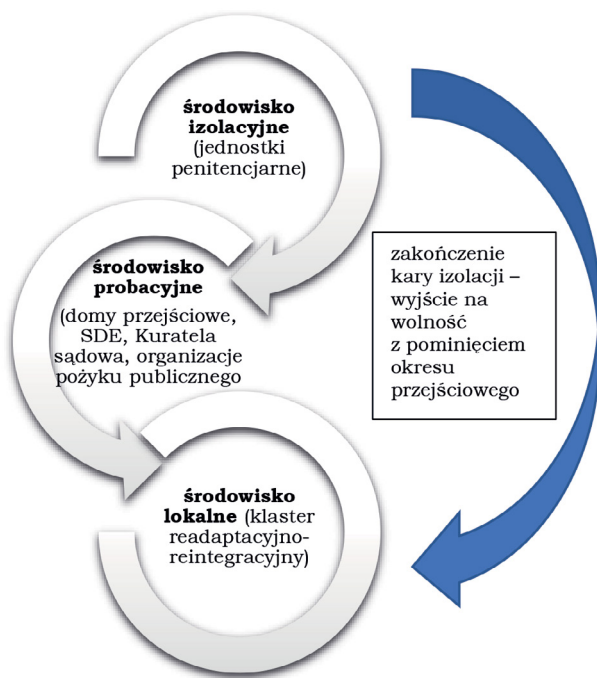 środowisko
izolacyjne
(jednostki
penitencjarne)
środowisko
probacyjne
(domy przejściowe,
SDE, Kuratela
sądowa, organizacje
pożyku publicznego
środowisko
lokalne (klaster
readaptacyjno-
reintegracyjny)
zakończenie
kary izolacji –
wyjście na
wolność
z pominięciem
okresu
przejściowego